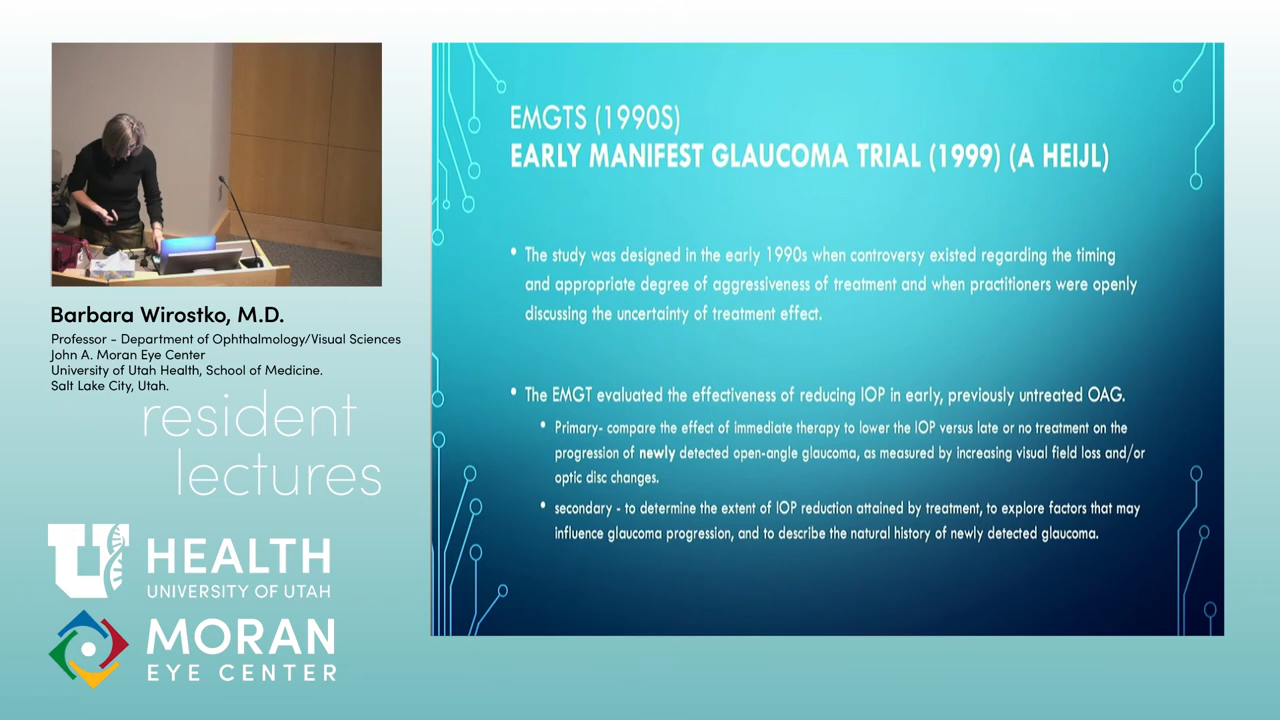 EMGTS (1990S)
EARLY MANIFEST GLAUCOMA TRIAL (1999) (A HEIJL)
• The study was designed in the early 1990s when controversy existed regarding the timing
and appropriate degree of aggressiveness of treatment and when practitioners were openly
discussing the uncertainty of treatment effect.
• The EMGT evaluated the effectiveness of reducing IOP in early, previously untreated OAG.
• Primary- compare the effect of immediate therapy to lower the IOP versus late or no treatment on the
progression of newly detected open-angle glaucoma, as measured by increasing visual field loss and/or
optic disc changes.
• secondary - to determine the extent of IOP reduction attained by treatment, to explore factors that may
influence glaucoma progression, and to describe the natural history of newly detected glaucoma.
Barbara Wirostko, M.D.
Professor - Department of Ophthalmology/Visual Sciences
John A. Moran Eye Center
University of Utah Health, School of Medicine.
Salt Lake City, Utah.
resident
lectures
U HEALTH
UNIVERSITY OF UTAH
MORAN
EYE CENTER